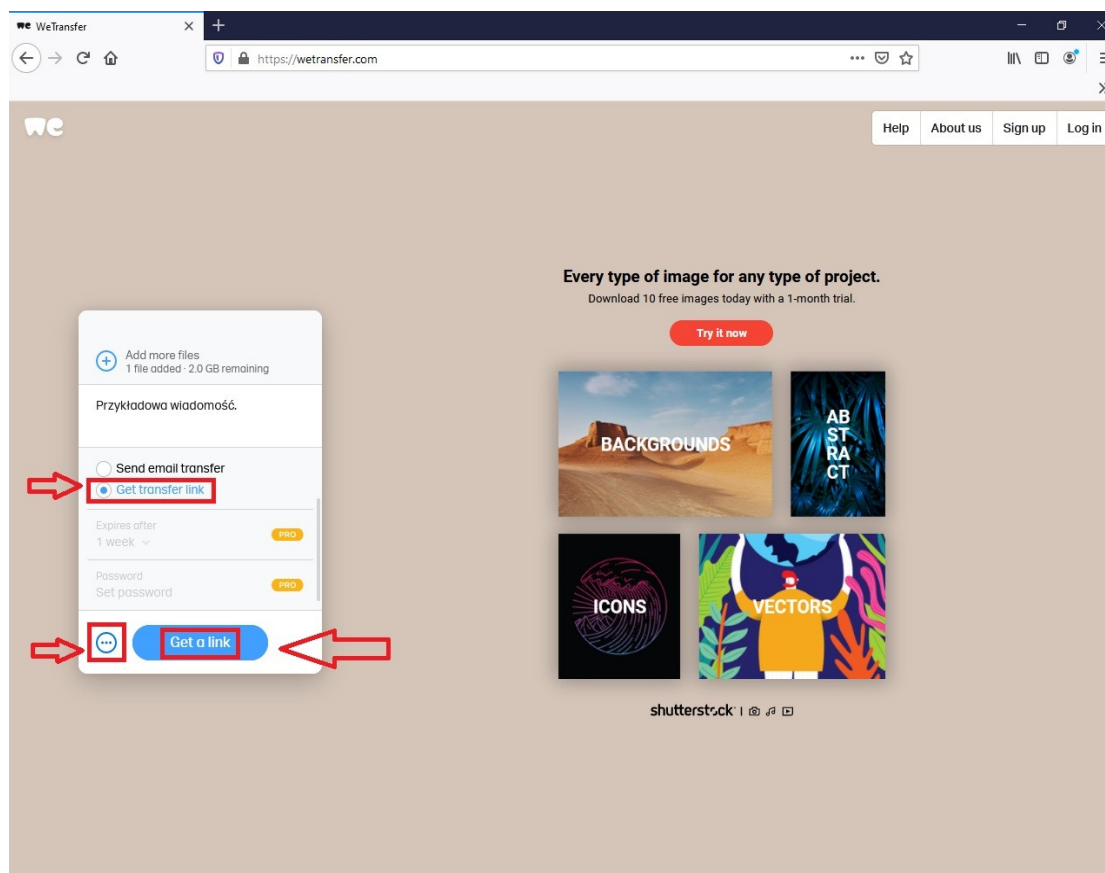 we WeTransfer
https://wetransfer.com
we
Help About us Sign up Log in
Every type of image for any type of project.
Download 10 free images today with a 1-month trial.
Try it now
Add more files
1 file added · 2.0 GB remaining
Przykładowa wiadomość.
Send email transfer
Get transfer link
Expires after
1 week
PRO
Password
Set password
PRO
Get a link
BACKGROUNDS
AB
ST
RA
CT
ICONS
VECTORS
shutterstock